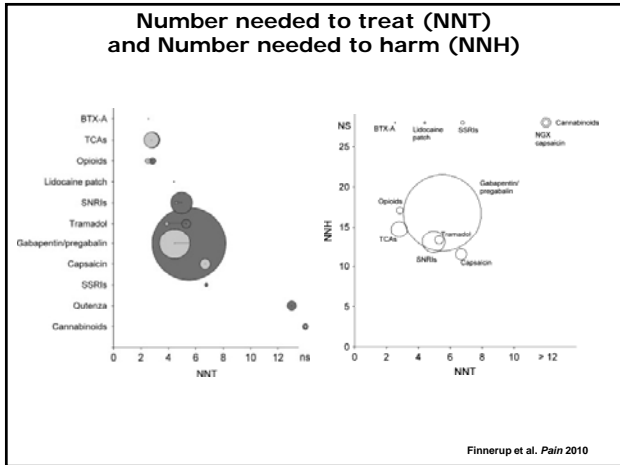 Number needed to treat (NNT)
and Number needed to harm (NNH)
BTX-A
TCAs
Opioids
Lidocaine patch
SNRIs
Tramadol
Gabapentin/pregabalin
Capsaicin
SSRIs
Qutenza
Cannabinoids
0 2 4 6 8 10 12 ns
NNT
NS
25
20
15
10
5
0
NNH
BTX-A
Lidocaine
patch
SSRIs
Cannabinoids
NGX
capsaicin
Gabapentin/
pregabalin
Opioids
TCAs
Tramadol
SNRIs
Capsaicin
0 2 4 6 8 10 ≥ 12
NNT
Finnerup et al. Pain 2010